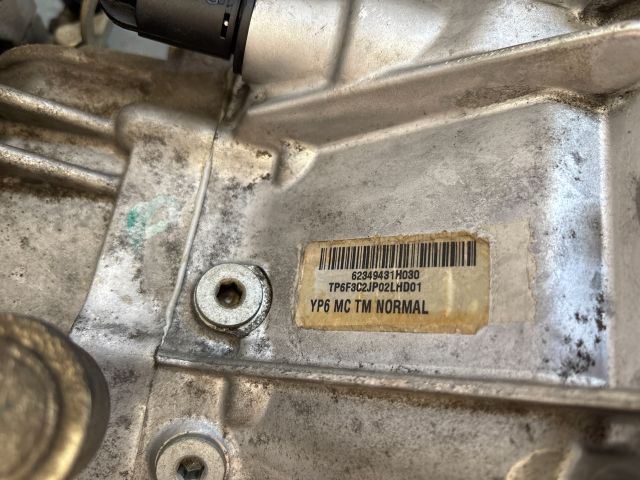 62349431H030
TP6F3C2JP02LHD01
YP6 MC TM NORMAL